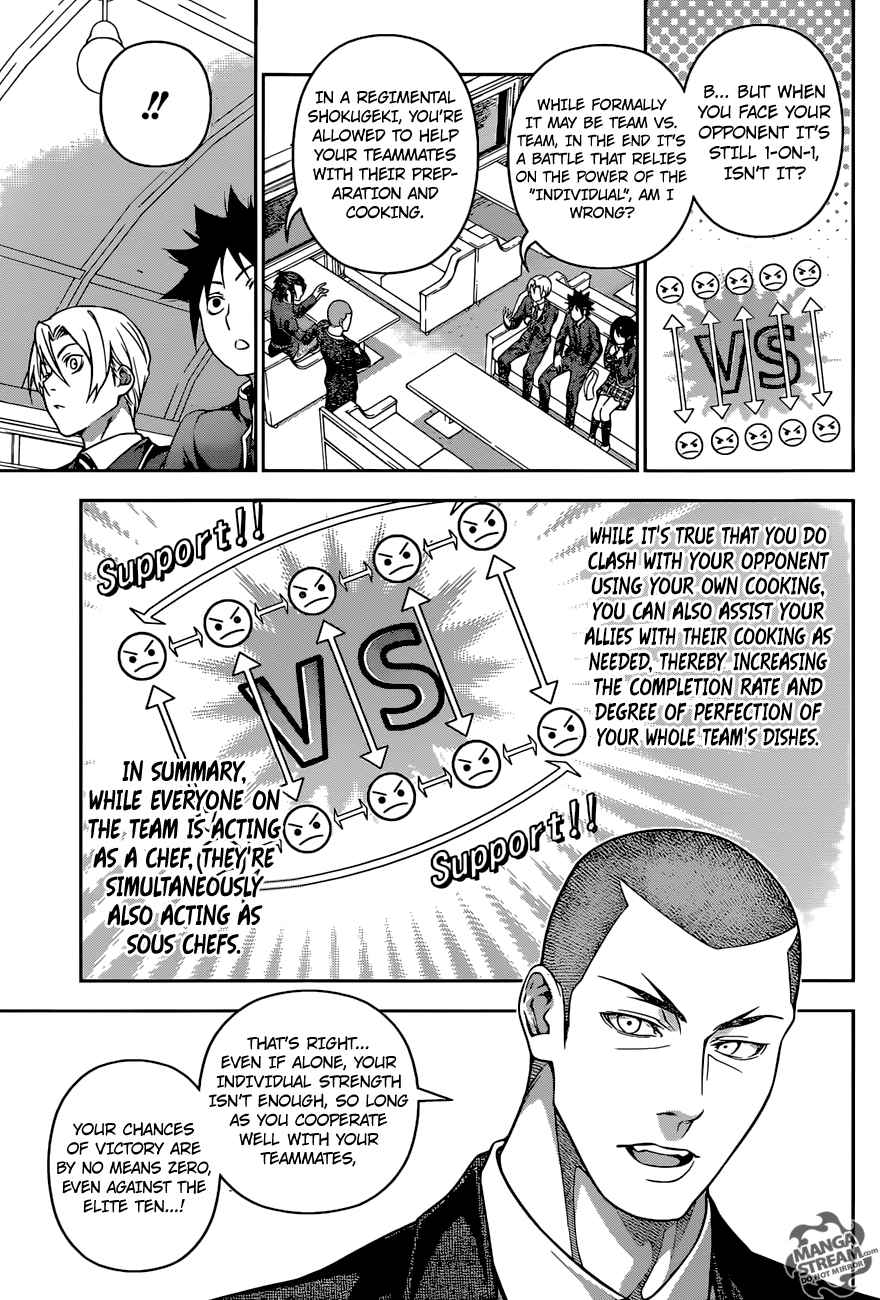 B... BUT WHEN
YOU FACE YOUR
OPPONENT IT'S
STILL 1-ON-1,
ISN'T IT?
VS
WHILE FORMALLY
IT MAY BE TEAM VS.
TEAM, IN THE END IT'S
A BATTLE THAT RELIES
ON THE POWER OF THE
"INDIVIDUAL", AM I
WRONG?
IN A REGIMENTAL
SHOKUGEKI, YOU'RE
ALLOWED TO HELP
YOUR TEAMMATES
WITH THEIR PREP-
ARATION AND
COOKING.
!!
WHILE IT'S TRUE THAT YOU DO
CLASH WITH YOUR OPPONENT
USING YOUR OWN COOKING,
YOU CAN ALSO ASSIST YOUR
ALLIES WITH THEIR COOKING AS
NEEDED, THEREBY INCREASING
THE COMPLETION RATE AND
DEGREE OF PERFECTION OF
YOUR WHOLE TEAM'S DISHES.
Support!!
VS
Support!!
IN SUMMARY,
WHILE EVERYONE ON
THE TEAM IS ACTING
AS A CHEF, THEY'RE
SIMULTANEOUSLY
ALSO ACTING AS
SOUS CHEFS.
THAT'S RIGHT...
EVEN IF ALONE, YOUR
INDIVIDUAL STRENGTH
ISN'T ENOUGH, SO LONG
AS YOU COOPERATE
WELL WITH YOUR
TEAMMATES,
YOUR CHANCES
OF VICTORY ARE
BY NO MEANS ZERO,
EVEN AGAINST THE
ELITE TEN...!
MANGA
STREAM.com
DO NOT MIRROR!